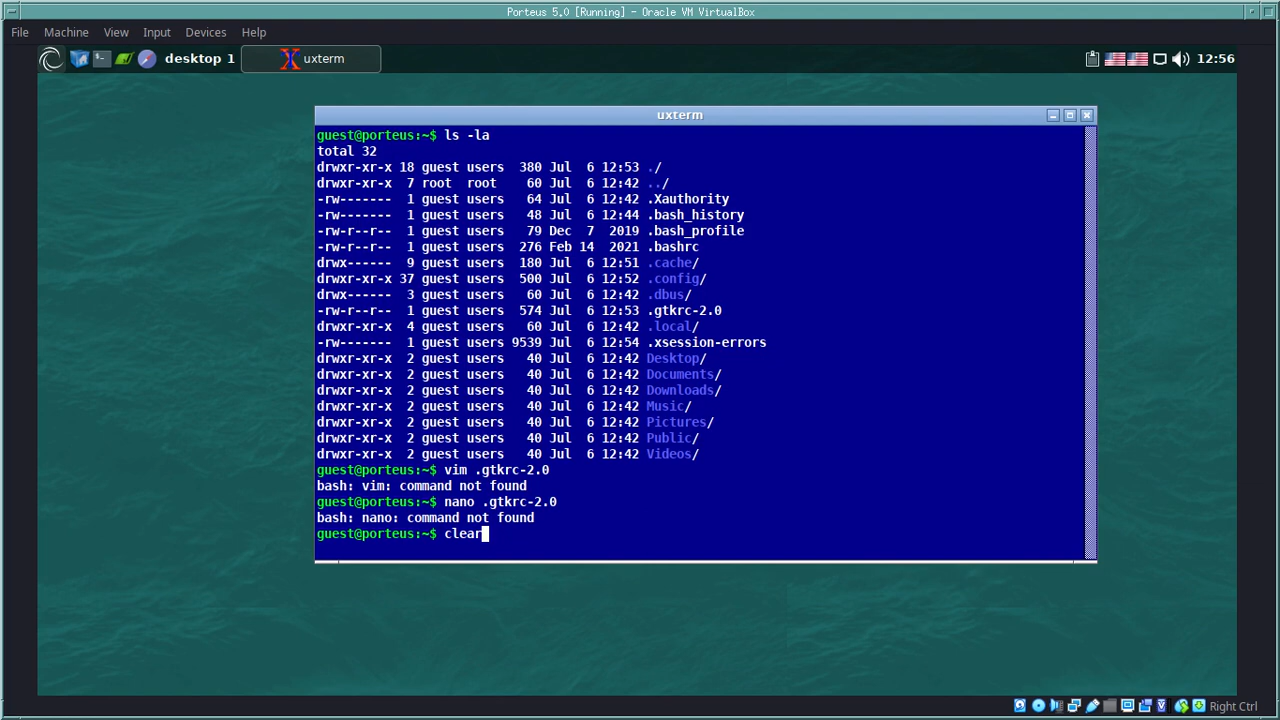 Porteus 5.0 [Running] - Oracle VM VirtualBox
File Machine View Input Devices Help
desktop 1 uxterm 12:56
uxterm
guest@porteus:~$ ls -la
total 32
drwxr-xr-x 18 guest users  380 Jul  6 12:53 ./
drwxr-xr-x  7 root  root    60 Jul  6 12:42 ../
-rw-------  1 guest users   64 Jul  6 12:42 .Xauthority
-rw-------  1 guest users   48 Jul  6 12:44 .bash_history
-rw-r--r--  1 guest users   79 Dec  7  2019 .bash_profile
-rw-r--r--  1 guest users  276 Feb 14  2021 .bashrc
drwx------  9 guest users  180 Jul  6 12:51 .cache/
drwxr-xr-x 37 guest users  500 Jul  6 12:52 .config/
drwx------  3 guest users   60 Jul  6 12:42 .dbus/
-rw-r--r--  1 guest users  574 Jul  6 12:53 .gtkrc-2.0
drwxr-xr-x  4 guest users   60 Jul  6 12:42 .local/
-rw-------  1 guest users 9539 Jul  6 12:54 .xsession-errors
drwxr-xr-x  2 guest users   40 Jul  6 12:42 Desktop/
drwxr-xr-x  2 guest users   40 Jul  6 12:42 Documents/
drwxr-xr-x  2 guest users   40 Jul  6 12:42 Downloads/
drwxr-xr-x  2 guest users   40 Jul  6 12:42 Music/
drwxr-xr-x  2 guest users   40 Jul  6 12:42 Pictures/
drwxr-xr-x  2 guest users   40 Jul  6 12:42 Public/
drwxr-xr-x  2 guest users   40 Jul  6 12:42 Videos/
guest@porteus:~$ vim .gtkrc-2.0
bash: vim: command not found
guest@porteus:~$ nano .gtkrc-2.0
bash: nano: command not found
guest@porteus:~$ clear
Right Ctrl